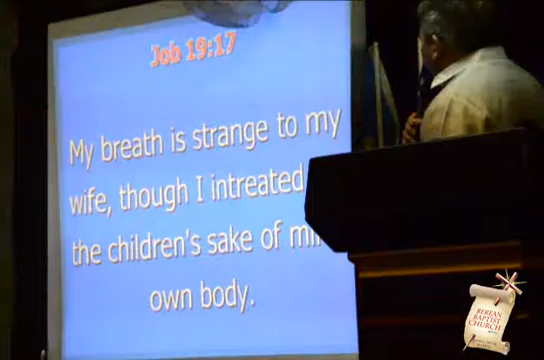 Job 19:17
My breath is strange to my
wife, though I intreated
the children's sake of
own body.
BEREAN
BAPTIST
CHURCH